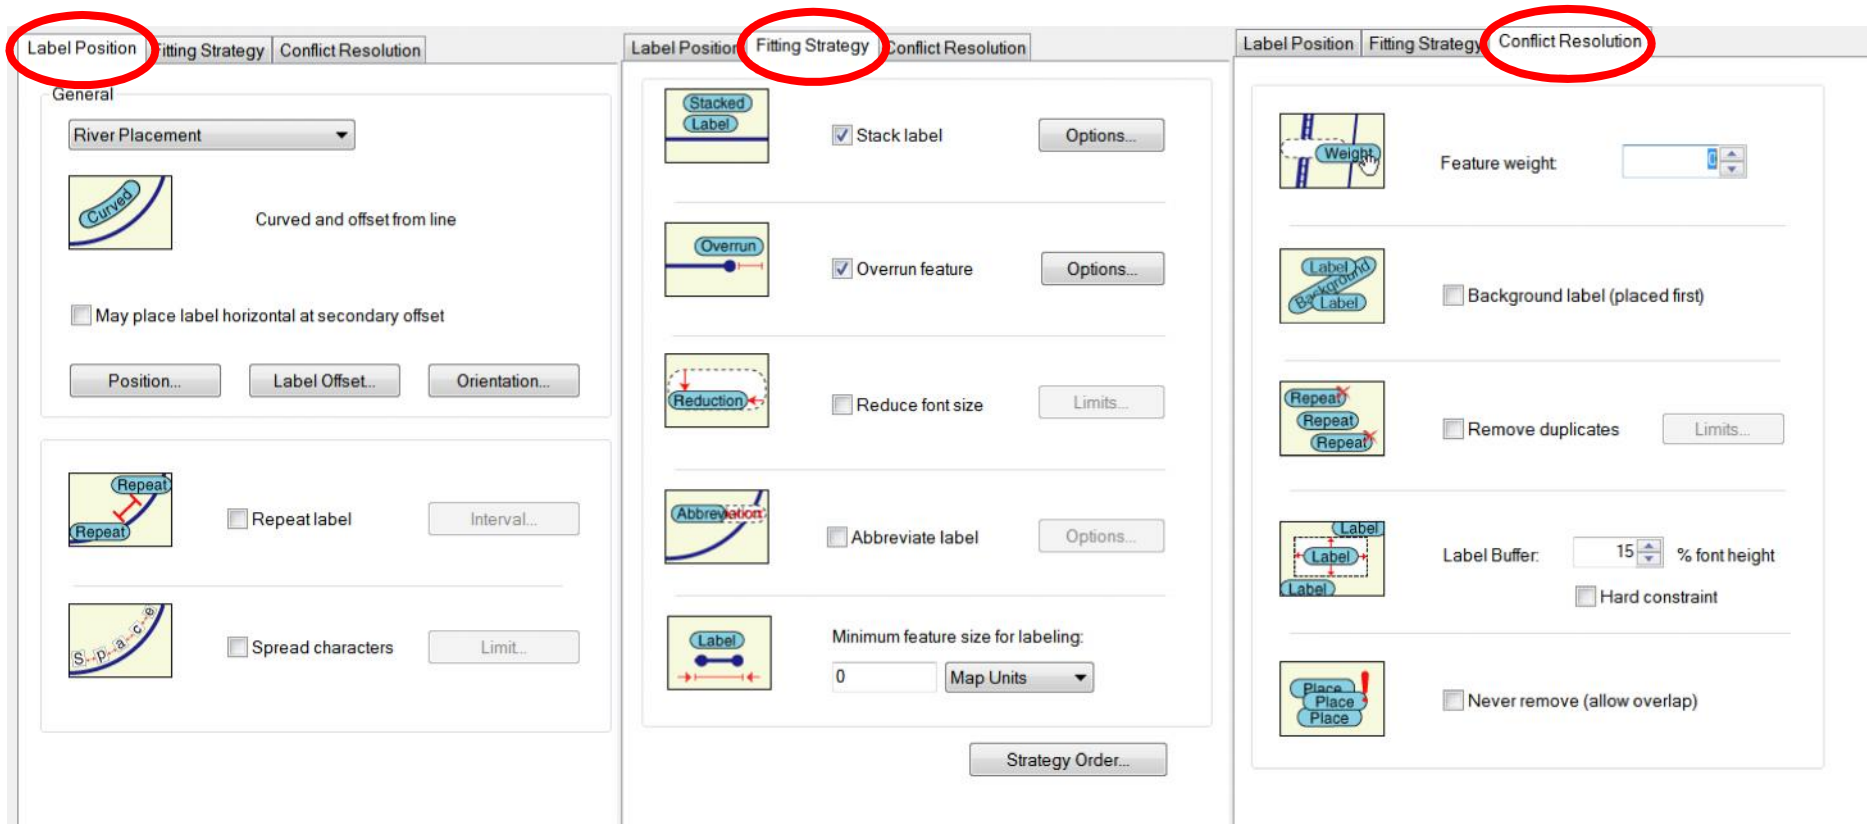 Label Position Fitting Strategy Conflict Resolution
General
River Placement
Curved
Curved and offset from line
May place label horizontal at secondary offset
Position... Label Offset... Orientation...
Repeat
Repeat
Repeat label Interval...
S p a c e
Spread characters Limit...
Label Position Fitting Strategy Conflict Resolution
Stacked
Label
Stack label Options...
Overrun
Overrun feature Options...
Reduction
Reduce font size Limits...
Abbreviation
Abbreviate label Options...
Label
Minimum feature size for labeling:
0 Map Units
Strategy Order...
Label Position Fitting Strategy Conflict Resolution
Weight
Feature weight: 0
Label
Background
Label
Background label (placed first)
Repeat
Repeat
Repeat
Remove duplicates Limits...
Label
Label
Label
Label Buffer: 15 % font height
Hard constraint
Place
Place
Place
!
Never remove (allow overlap)